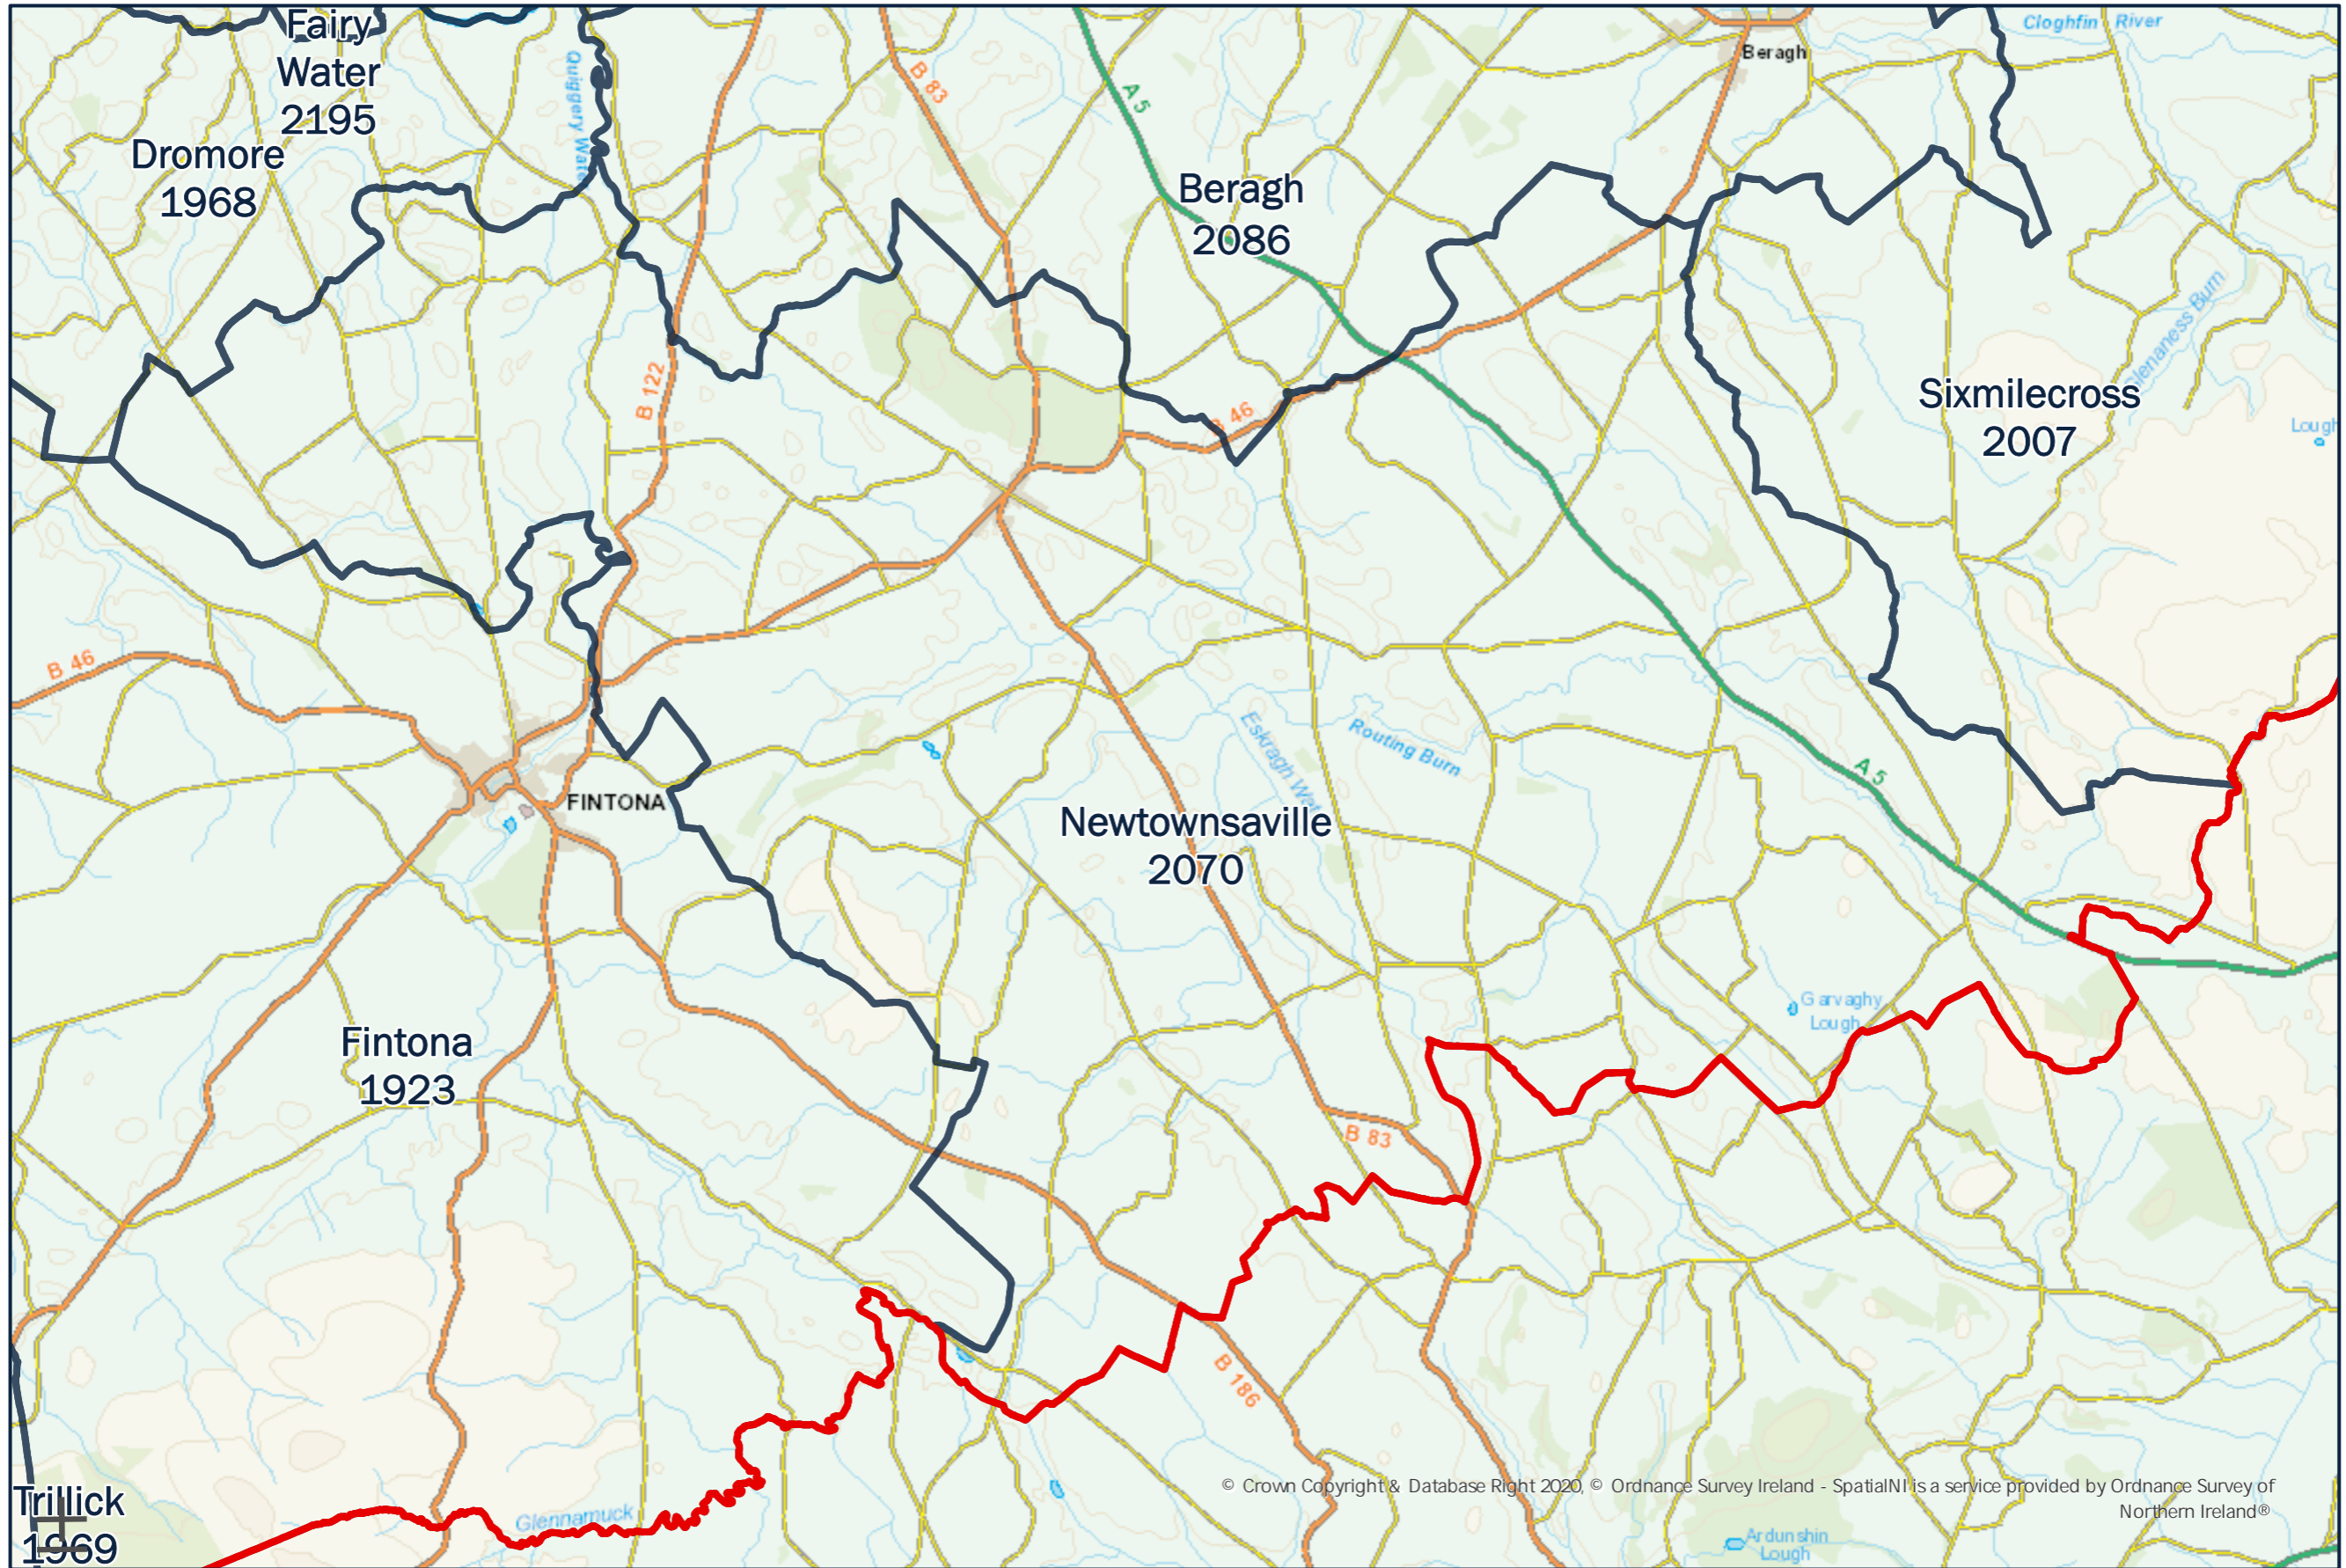 Fairy
Water
2195
Dromore
1968
Quiggery Water
B 83
A 5
Beragh
Cloghfin River
Beragh
2086
Glenaness Burn
B 122
B 46
Sixmilecross
2007
Lough
B 46
FINTONA
Eskragh Water
Routing Burn
A 5
Newtownsaville
2070
Garvaghy
Lough
Fintona
1923
B 83
B 186
Trillick
1969
Glennamuck
© Crown Copyright & Database Right 2020, © Ordnance Survey Ireland - SpatialNI is a service provided by Ordnance Survey of
Northern Ireland®
Ardunshin
Lough